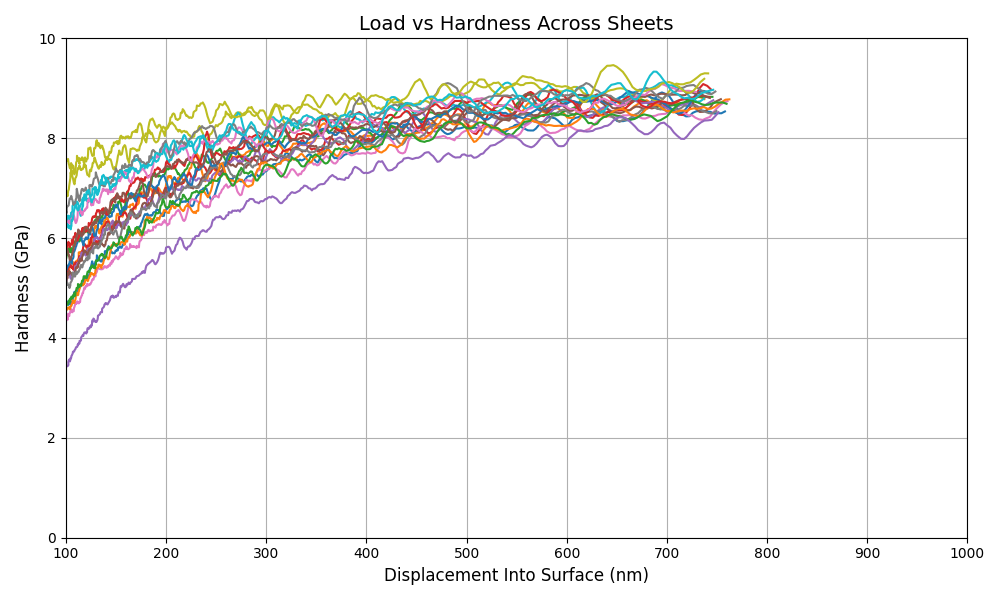 Load vs Hardness Across Sheets
Hardness (GPa)
10
8
6
4
2
0
100 200 300 400 500 600 700 800 900 1000
Displacement Into Surface (nm)